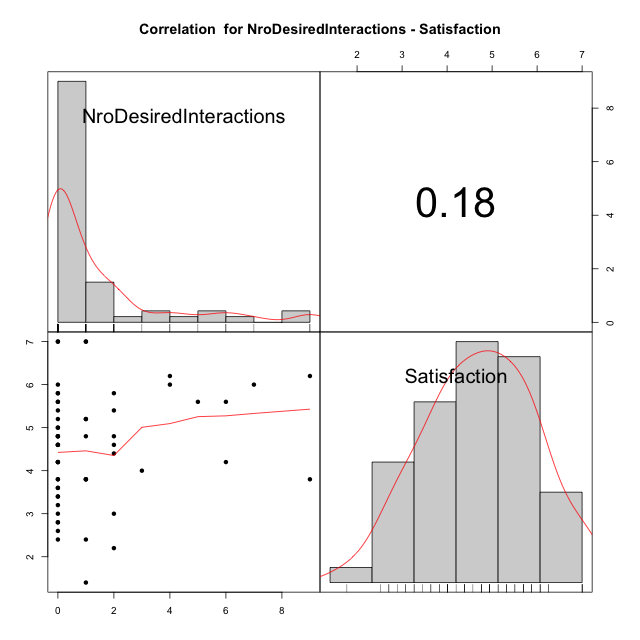 Correlation  for NroDesiredInteractions - Satisfaction
2 3 4 5 6 7
NroDesiredInteractions
0.18
0 2 4 6 8
Satisfaction
2 3 4 5 6 7
0 2 4 6 8